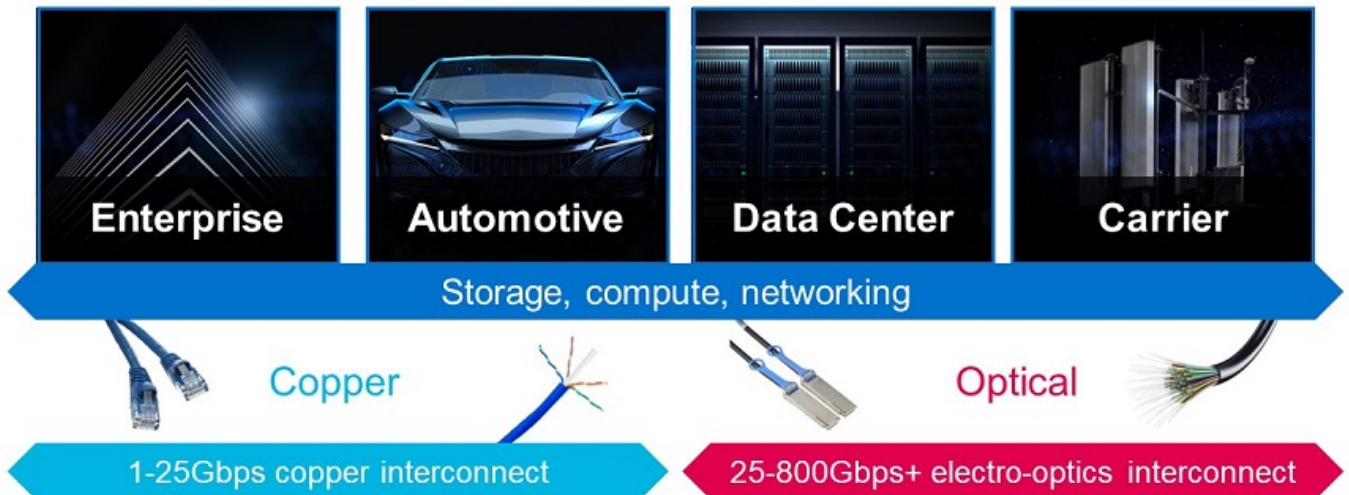 Enterprise
Automotive
Data Center
Carrier
Storage, compute, networking
Copper
Optical
1-25Gbps copper interconnect
25-800Gbps+ electro-optics interconnect